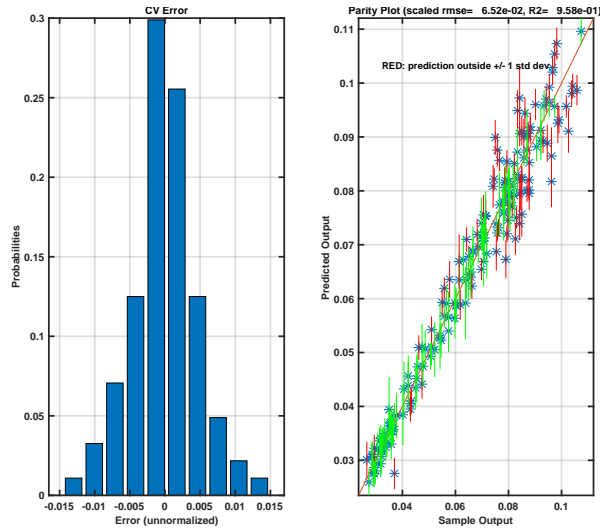 CV Error
0.3
0.25
0.2
0.15
0.1
0.05
0
-0.015 -0.01 -0.005 0 0.005 0.01 0.015
Probabilities
Error (unnormalized)
Parity Plot (scaled rmse= 6.52e-02, R2= 9.58e-01)
RED: prediction outside +/- 1 std dev
0.12
0.11
0.1
0.09
0.08
0.07
0.06
0.05
0.04
0.03
0.04 0.06 0.08 0.1
Predicted Output
Sample Output